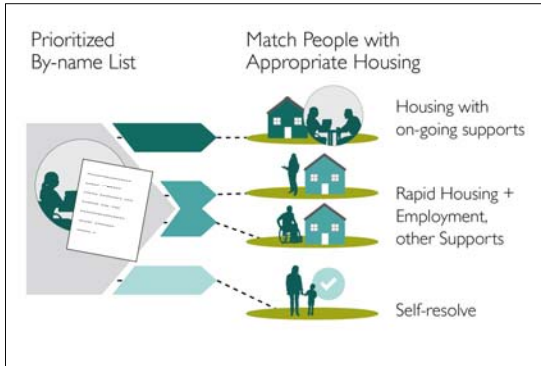 Prioritized
By-name List
Match People with
Appropriate Housing
Housing with
on-going supports
Rapid Housing +
Employment,
other Supports
Self-resolve